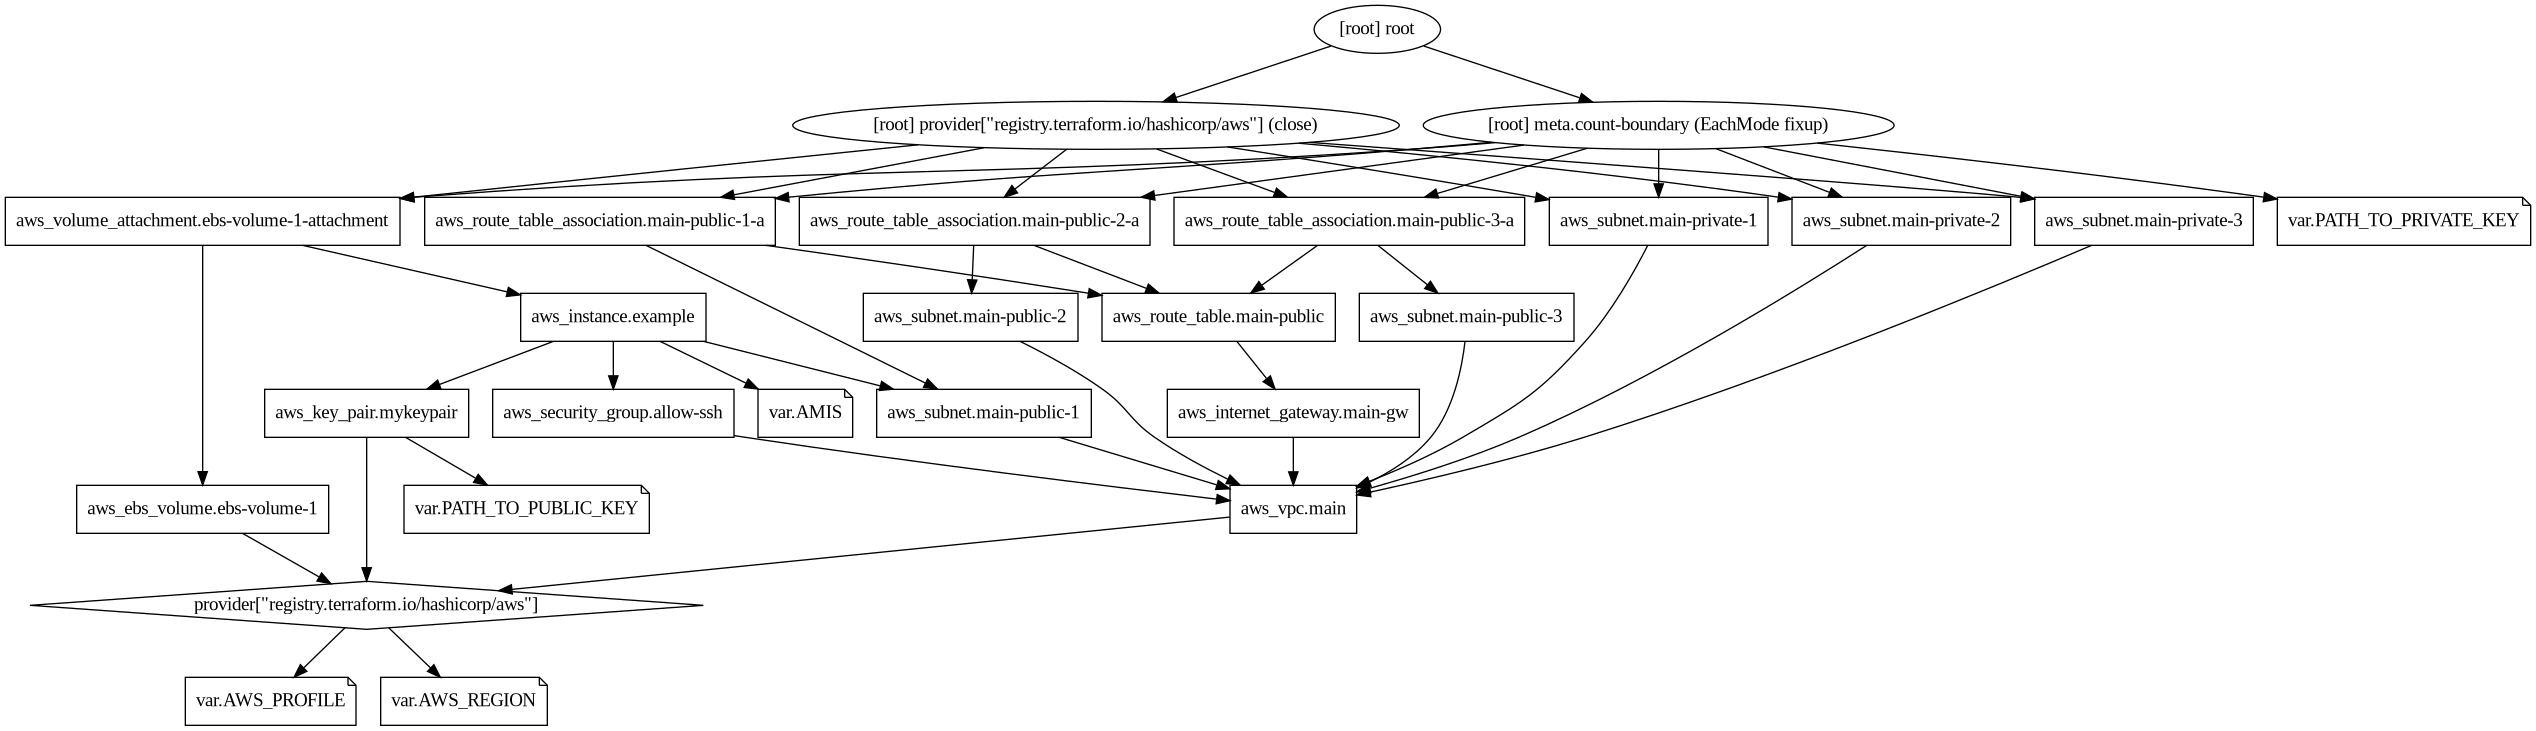 [root] root
[root] provider["registry.terraform.io/hashicorp/aws"] (close)
[root] meta.count-boundary (EachMode fixup)
aws_volume_attachment.ebs-volume-1-attachment
aws_route_table_association.main-public-1-a
aws_route_table_association.main-public-2-a
aws_route_table_association.main-public-3-a
aws_subnet.main-private-1
aws_subnet.main-private-2
aws_subnet.main-private-3
var.PATH_TO_PRIVATE_KEY
aws_instance.example
aws_subnet.main-public-2
aws_route_table.main-public
aws_subnet.main-public-3
aws_key_pair.mykeypair
aws_security_group.allow-ssh
var.AMIS
aws_subnet.main-public-1
aws_internet_gateway.main-gw
aws_ebs_volume.ebs-volume-1
var.PATH_TO_PUBLIC_KEY
aws_vpc.main
provider["registry.terraform.io/hashicorp/aws"]
var.AWS_PROFILE
var.AWS_REGION